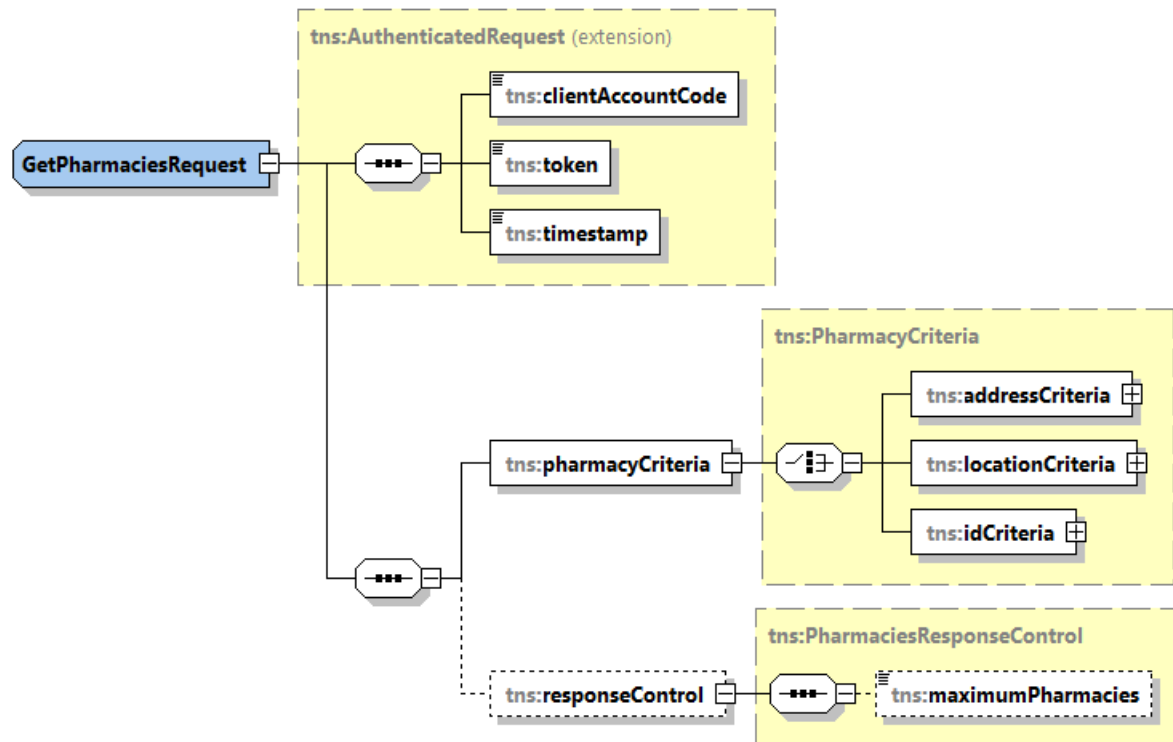 tns:AuthenticatedRequest (extension)
tns:clientAccountCode
GetPharmaciesRequest
tns:token
tns:timestamp
tns:PharmacyCriteria
tns:addressCriteria
tns:pharmacyCriteria
tns:locationCriteria
tns:idCriteria
tns:PharmaciesResponseControl
tns:responseControl
tns:maximumPharmacies